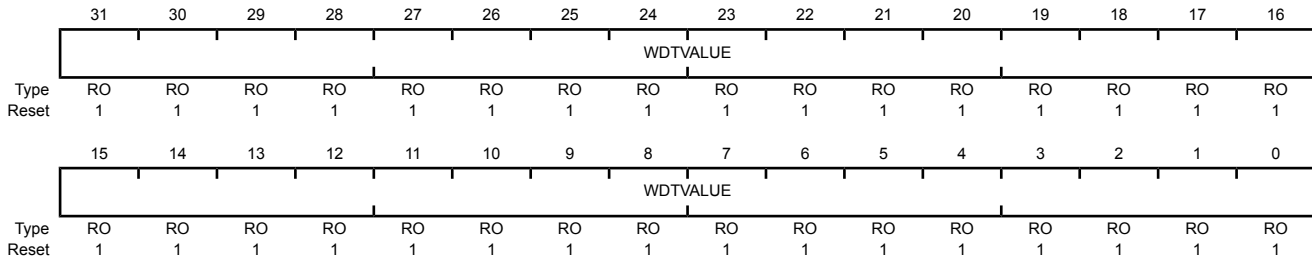 31 30 29 28 27 26 25 24 23 22 21 20 19 18 17 16
WDTVALUE
Type RO RO RO RO RO RO RO RO RO RO RO RO RO RO RO RO
Reset 1 1 1 1 1 1 1 1 1 1 1 1 1 1 1 1
15 14 13 12 11 10 9 8 7 6 5 4 3 2 1 0
WDTVALUE
Type RO RO RO RO RO RO RO RO RO RO RO RO RO RO RO RO
Reset 1 1 1 1 1 1 1 1 1 1 1 1 1 1 1 1